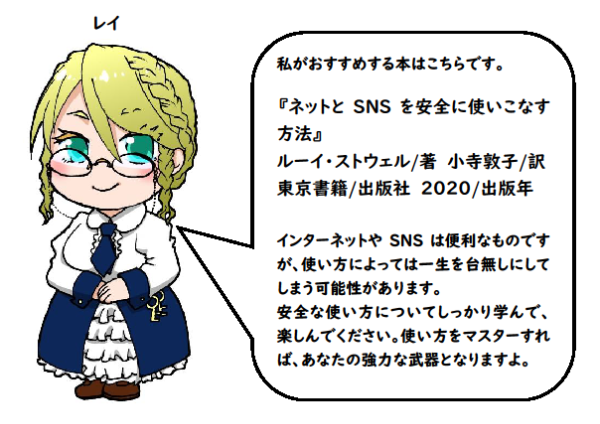 レイ
私がおすすめする本はこちらです。
『ネットと SNS を安全に使いこなす
方法』
ルーイ・ストウェル/著 小寺敦子/訳
東京書籍/出版社 2020/出版年
インターネットや SNS は便利なものです
が、使い方によっては一生を台無しにして
しまう可能性があります。
安全な使い方についてしっかり学んで、
楽しんでください。使い方をマスターすれ
ば、あなたの強力な武器となりますよ。